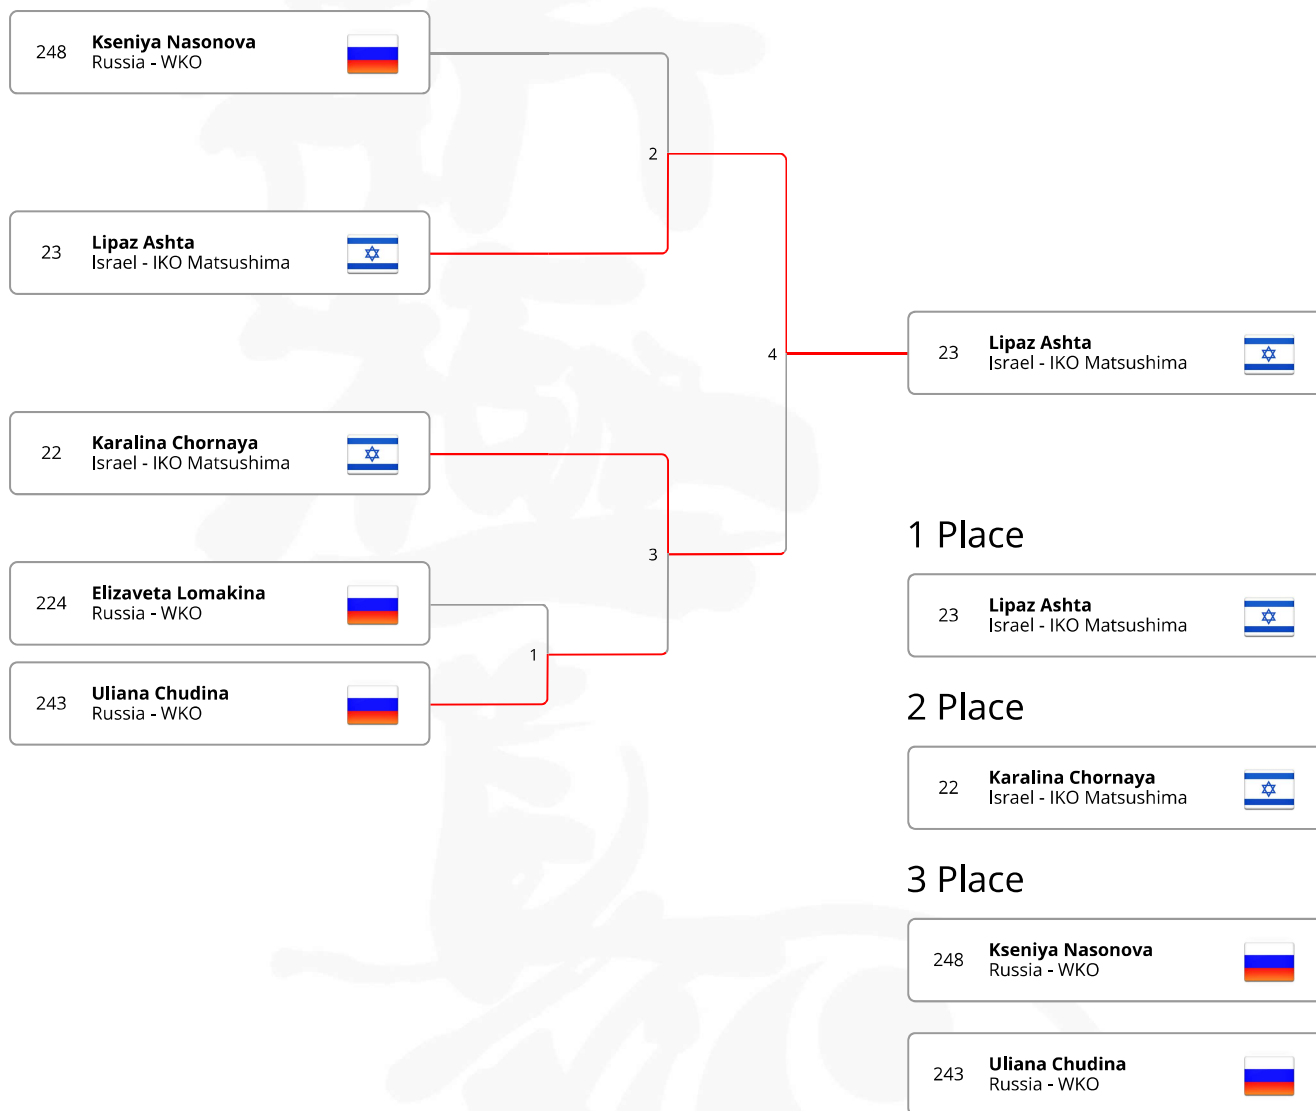 248
Kseniya Nasonova
Russia - WKO
2
23
Lipaz Ashta
Israel - IKO Matsushima
4
23
Lipaz Ashta
Israel - IKO Matsushima
22
Karalina Chornaya
Israel - IKO Matsushima
3
224
Elizaveta Lomakina
Russia - WKO
1
243
Uliana Chudina
Russia - WKO
1 Place
23
Lipaz Ashta
Israel - IKO Matsushima
2 Place
22
Karalina Chornaya
Israel - IKO Matsushima
3 Place
248
Kseniya Nasonova
Russia - WKO
243
Uliana Chudina
Russia - WKO